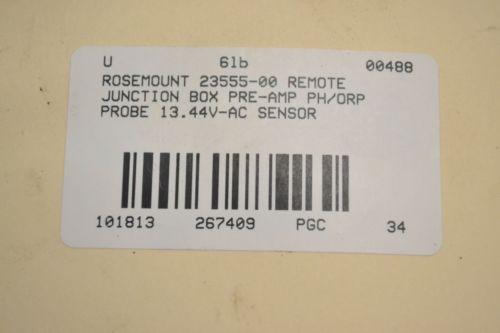 U 6lb 00488
ROSEMOUNT 23555-00 REMOTE
JUNCTION BOX PRE-AMP PH/ORP
PROBE 13.44V-AC SENSOR
101813 267409 PGC 34